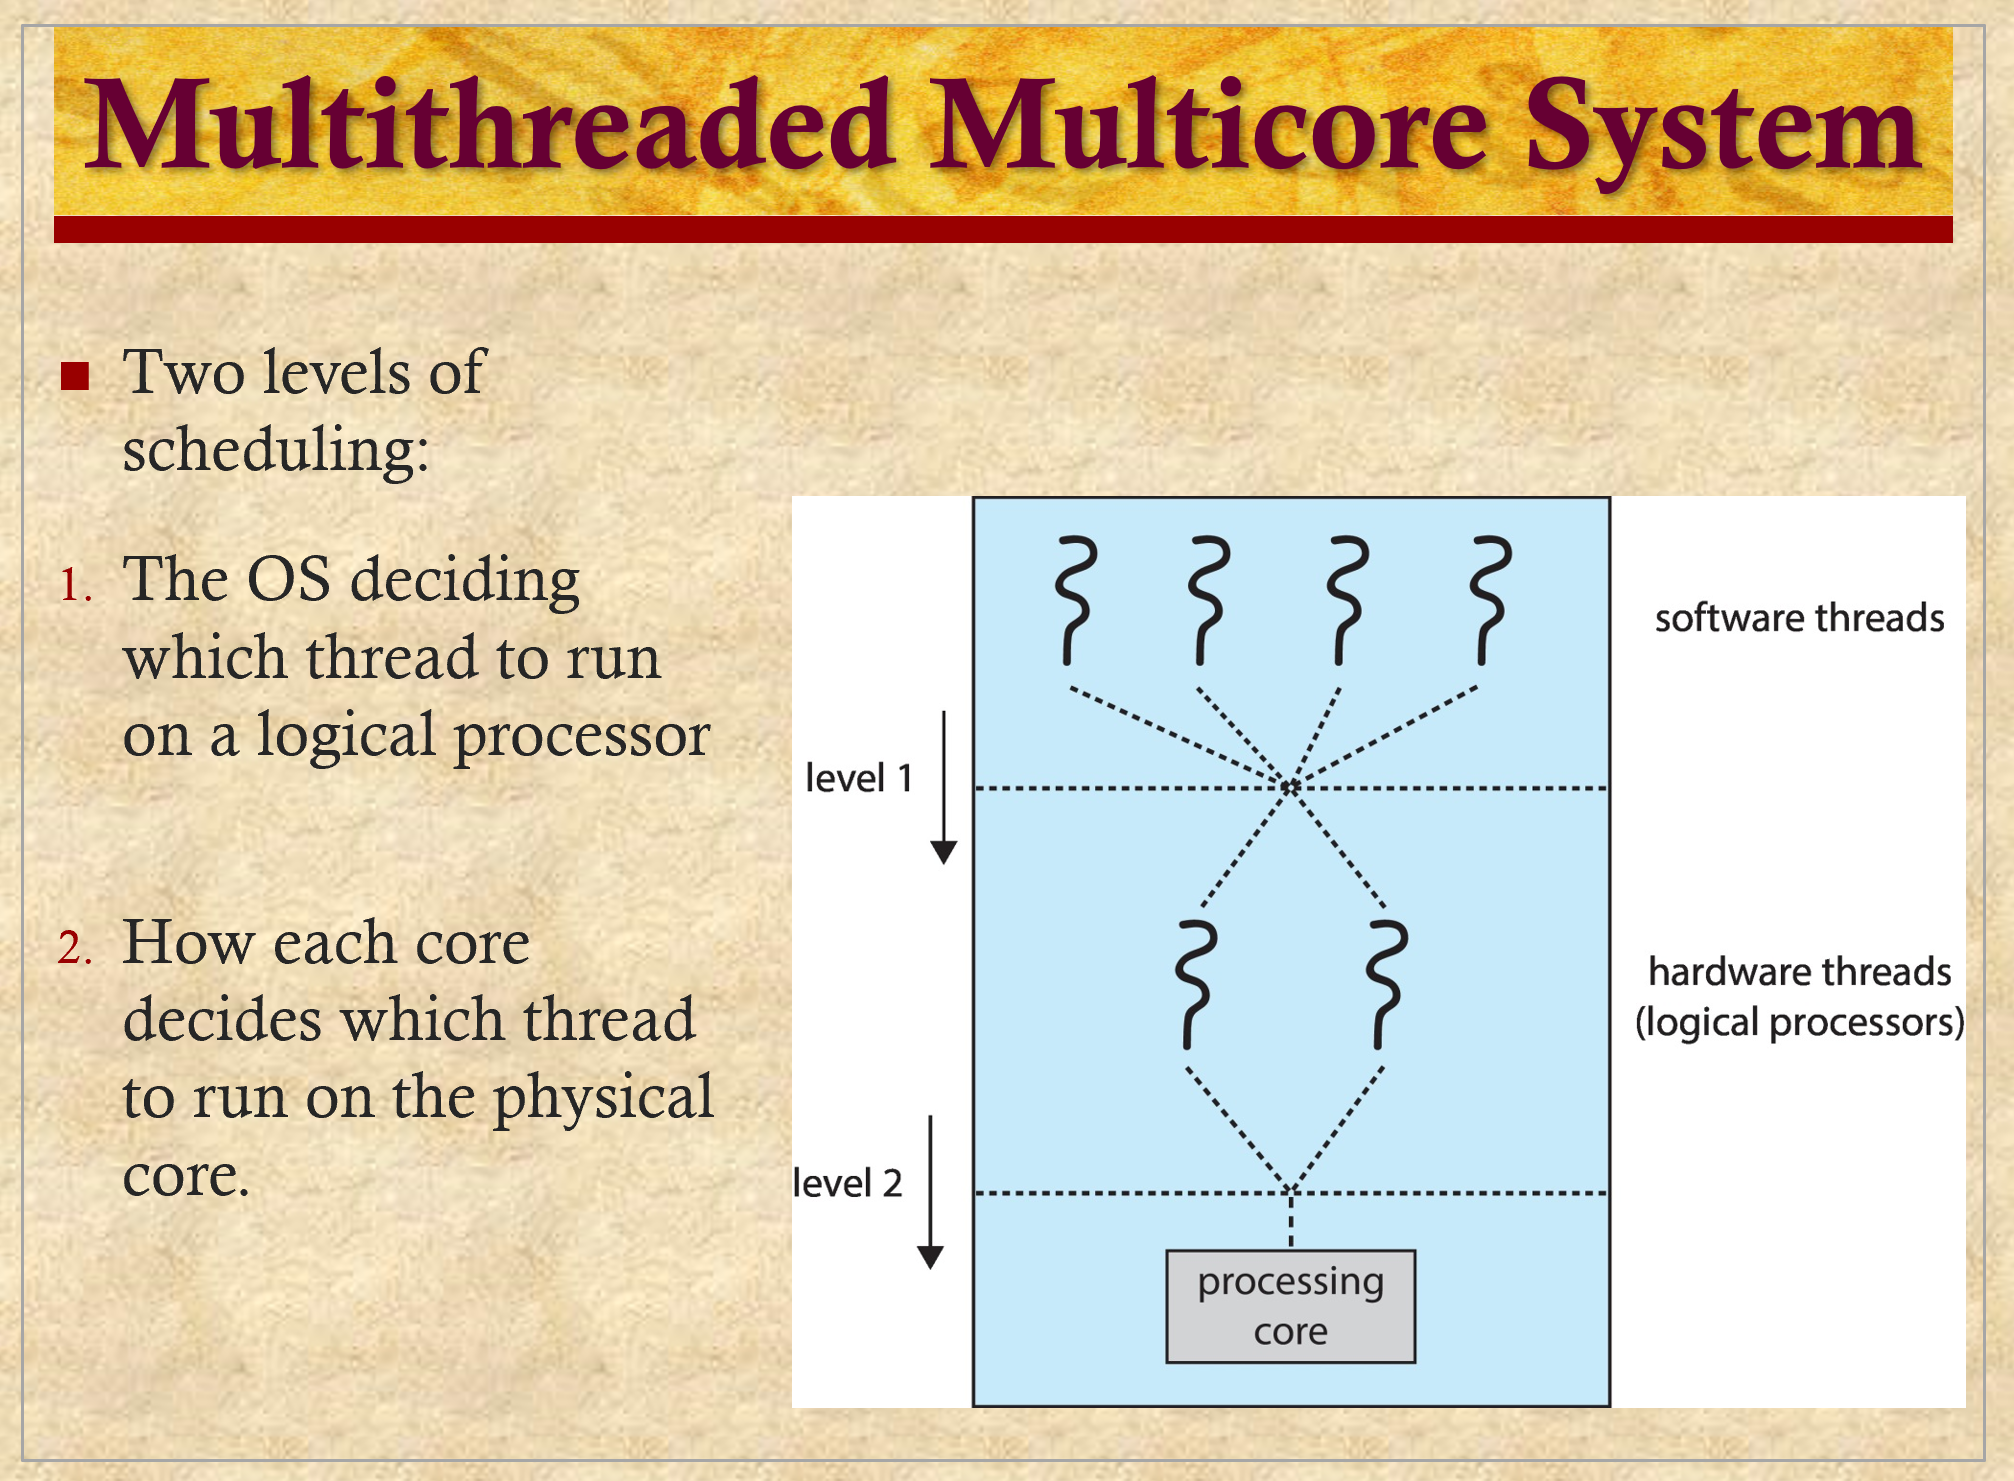 Multithreaded Multicore System
■ Two levels of
scheduling:
1. The OS deciding
which thread to run
on a logical processor
2. How each core
decides which thread
to run on the physical
core.
software threads
level 1
hardware threads
(logical processors)
level 2
processing
core